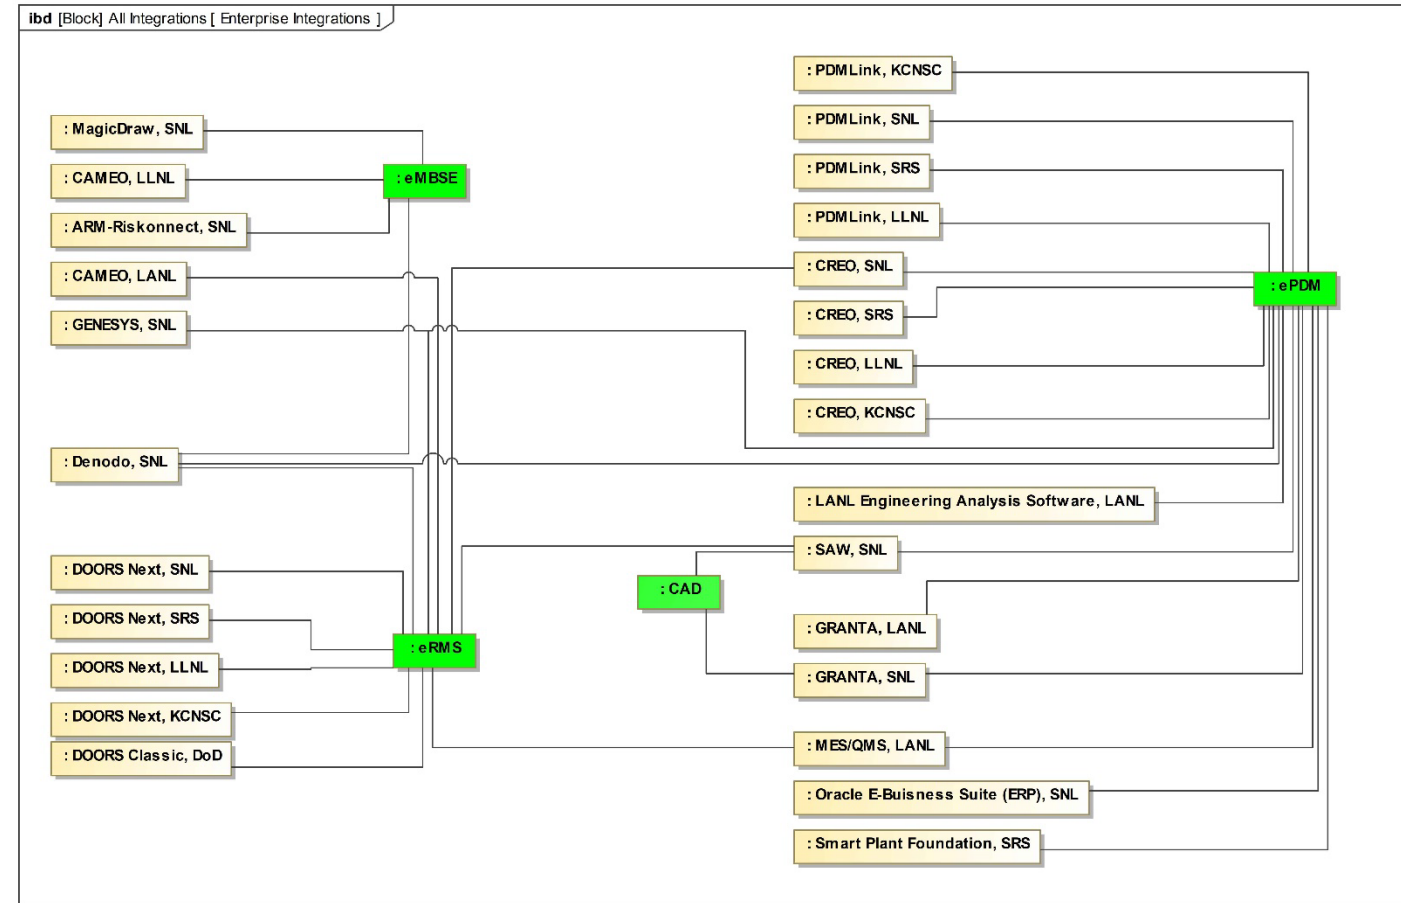 ibd [Block] All Integrations [ Enterprise Integrations ]
: MagicDraw, SNL
: CAMEO, LLNL
: ARM-Riskonnect, SNL
: CAMEO, LANL
: GENESYS, SNL
: Denodo, SNL
: DOORS Next, SNL
: DOORS Next, SRS
: DOORS Next, LLNL
: DOORS Next, KCNSC
: DOORS Classic, DoD
: eMBSE
: eRMS
: CAD
: PDMLink, KCNSC
: PDMLink, SNL
: PDMLink, SRS
: PDMLink, LLNL
: CREO, SNL
: CREO, SRS
: CREO, LLNL
: CREO, KCNSC
: LANL Engineering Analysis Software, LANL
: SAW, SNL
: GRANTA, LANL
: GRANTA, SNL
: MES/QMS, LANL
: Oracle E-Buisness Suite (ERP), SNL
: Smart Plant Foundation, SRS
: ePDM